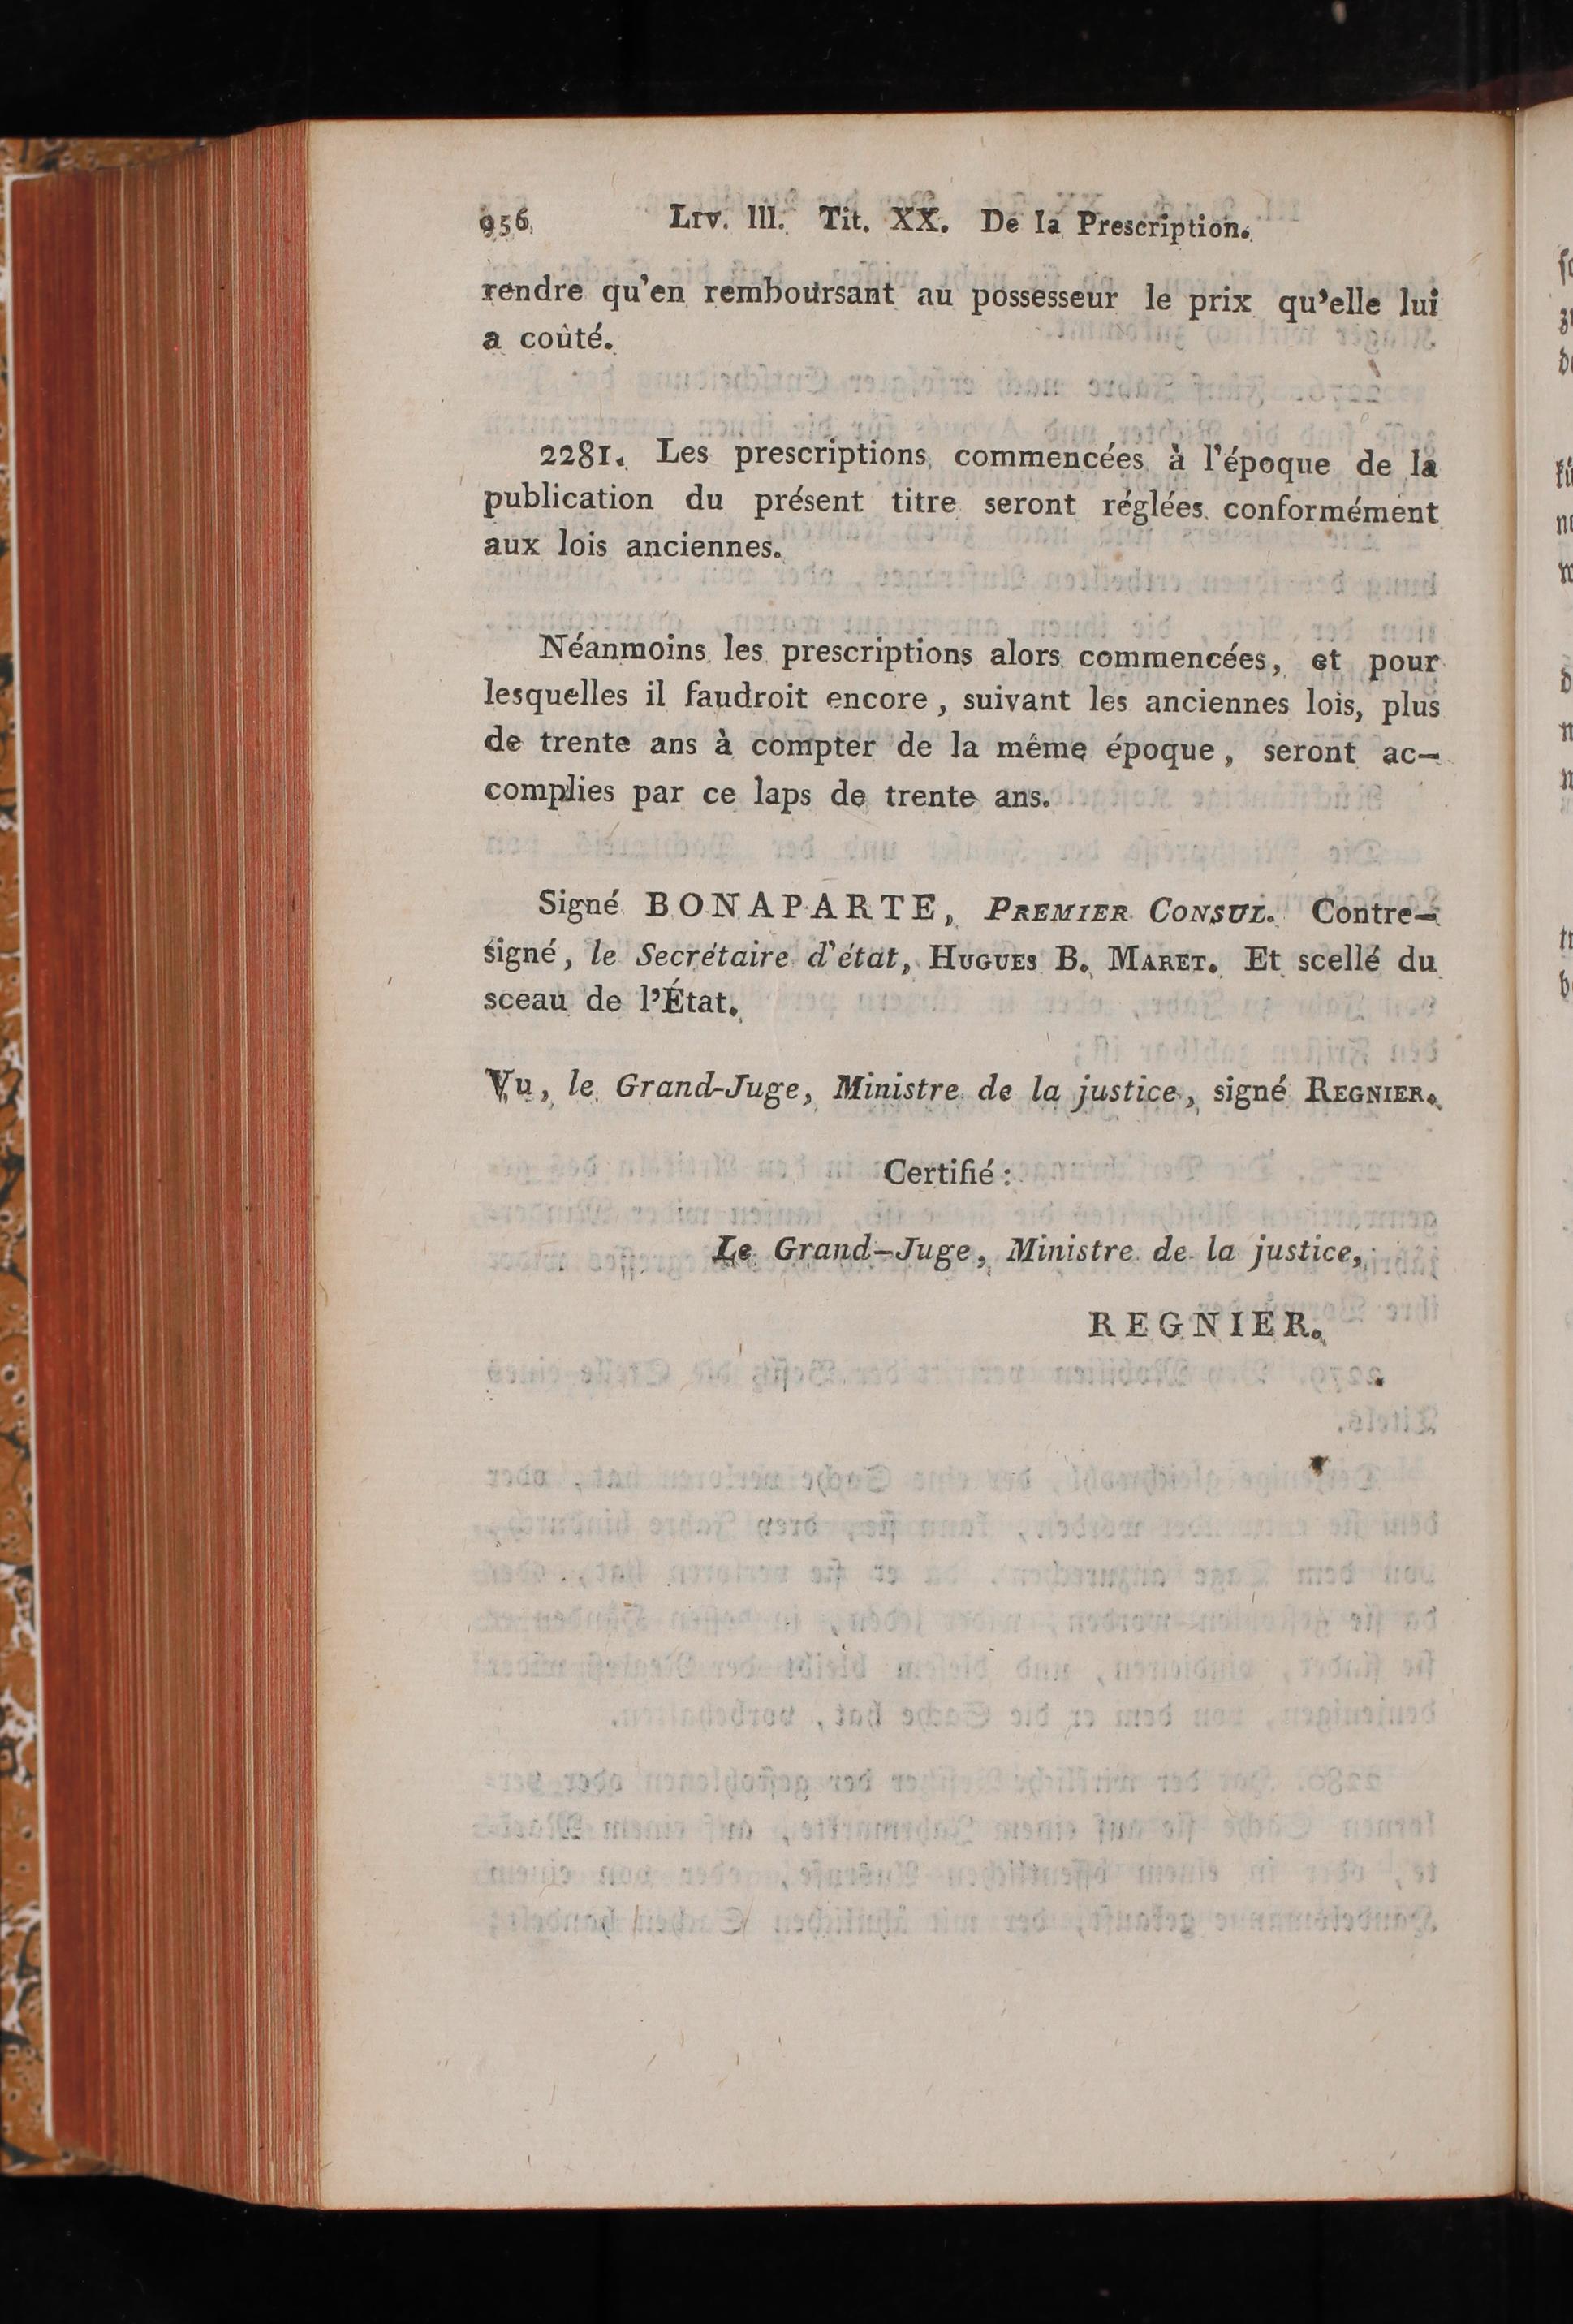 956 Liv. III. Tit. XX. De la Prescription.
rendre qu'en remboursant au possesseur le prix qu'elle lui
a coûté.
2281. Les prescriptions commencées à l'époque de la
publication du présent titre seront réglées conformément
aux lois anciennes.
Néanmoins les prescriptions alors commencées, et pour
lesquelles il faudroit encore, suivant les anciennes lois, plus
de trente ans à compter de la même époque, seront ac-
complies par ce laps de trente ans.
Signé BONAPARTE, PREMIER CONSUL. Contre-
signé, le Secrétaire d'état, HUGUES B. MARET. Et scellé du
sceau de l'État.
Vu, le Grand-Juge, Ministre de la justice, signé REGNIER.
Certifié :
Le Grand-Juge, Ministre de la justice,
REGNIER.